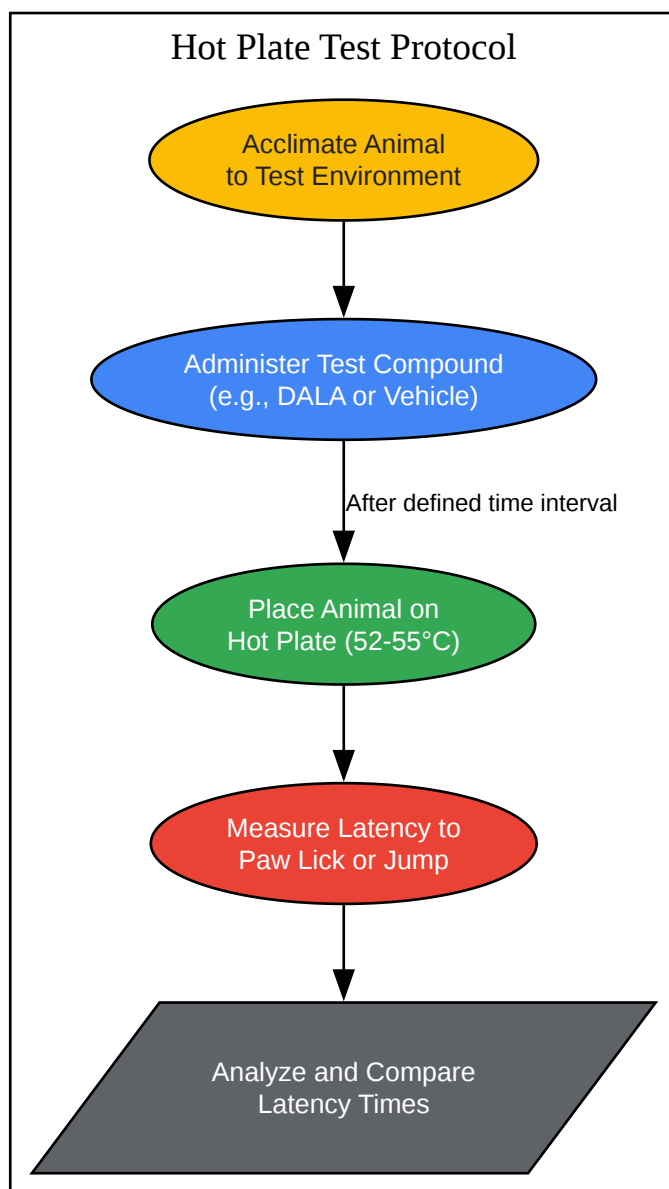 Hot Plate Test Protocol
Acclimate Animal
to Test Environment
Administer Test Compound
(e.g., DALA or Vehicle)
After defined time interval
Place Animal on
Hot Plate (52-55°C)
Measure Latency to
Paw Lick or Jump
Analyze and Compare
Latency Times